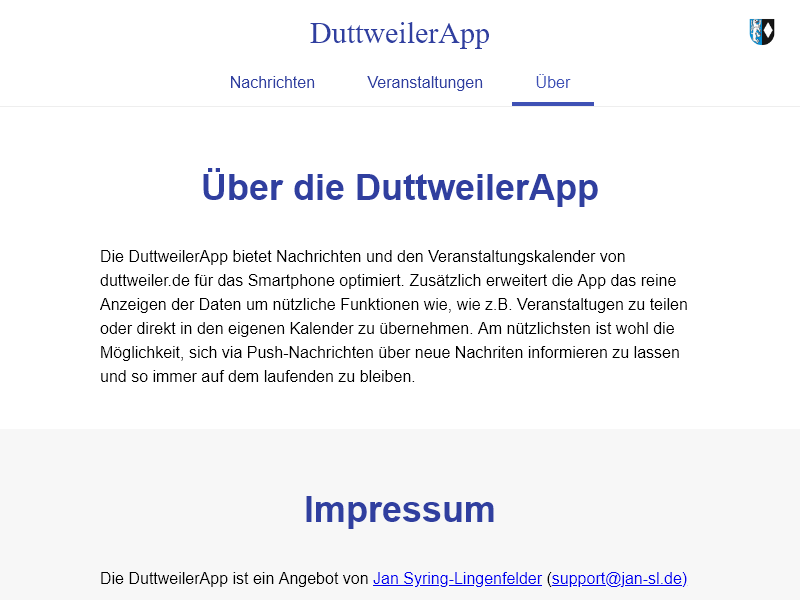 DuttweilerApp
Nachrichten Veranstaltungen Über
Über die DuttweilerApp
Die DuttweilerApp bietet Nachrichten und den Veranstaltungskalender von
duttweiler.de für das Smartphone optimiert. Zusätzlich erweitert die App das reine
Anzeigen der Daten um nützliche Funktionen wie, wie z.B. Veranstaltugen zu teilen
oder direkt in den eigenen Kalender zu übernehmen. Am nützlichsten ist wohl die
Möglichkeit, sich via Push-Nachrichten über neue Nachriten informieren zu lassen
und so immer auf dem laufenden zu bleiben.
Impressum
Die DuttweilerApp ist ein Angebot von Jan Syring-Lingenfelder (support@jan-sl.de)